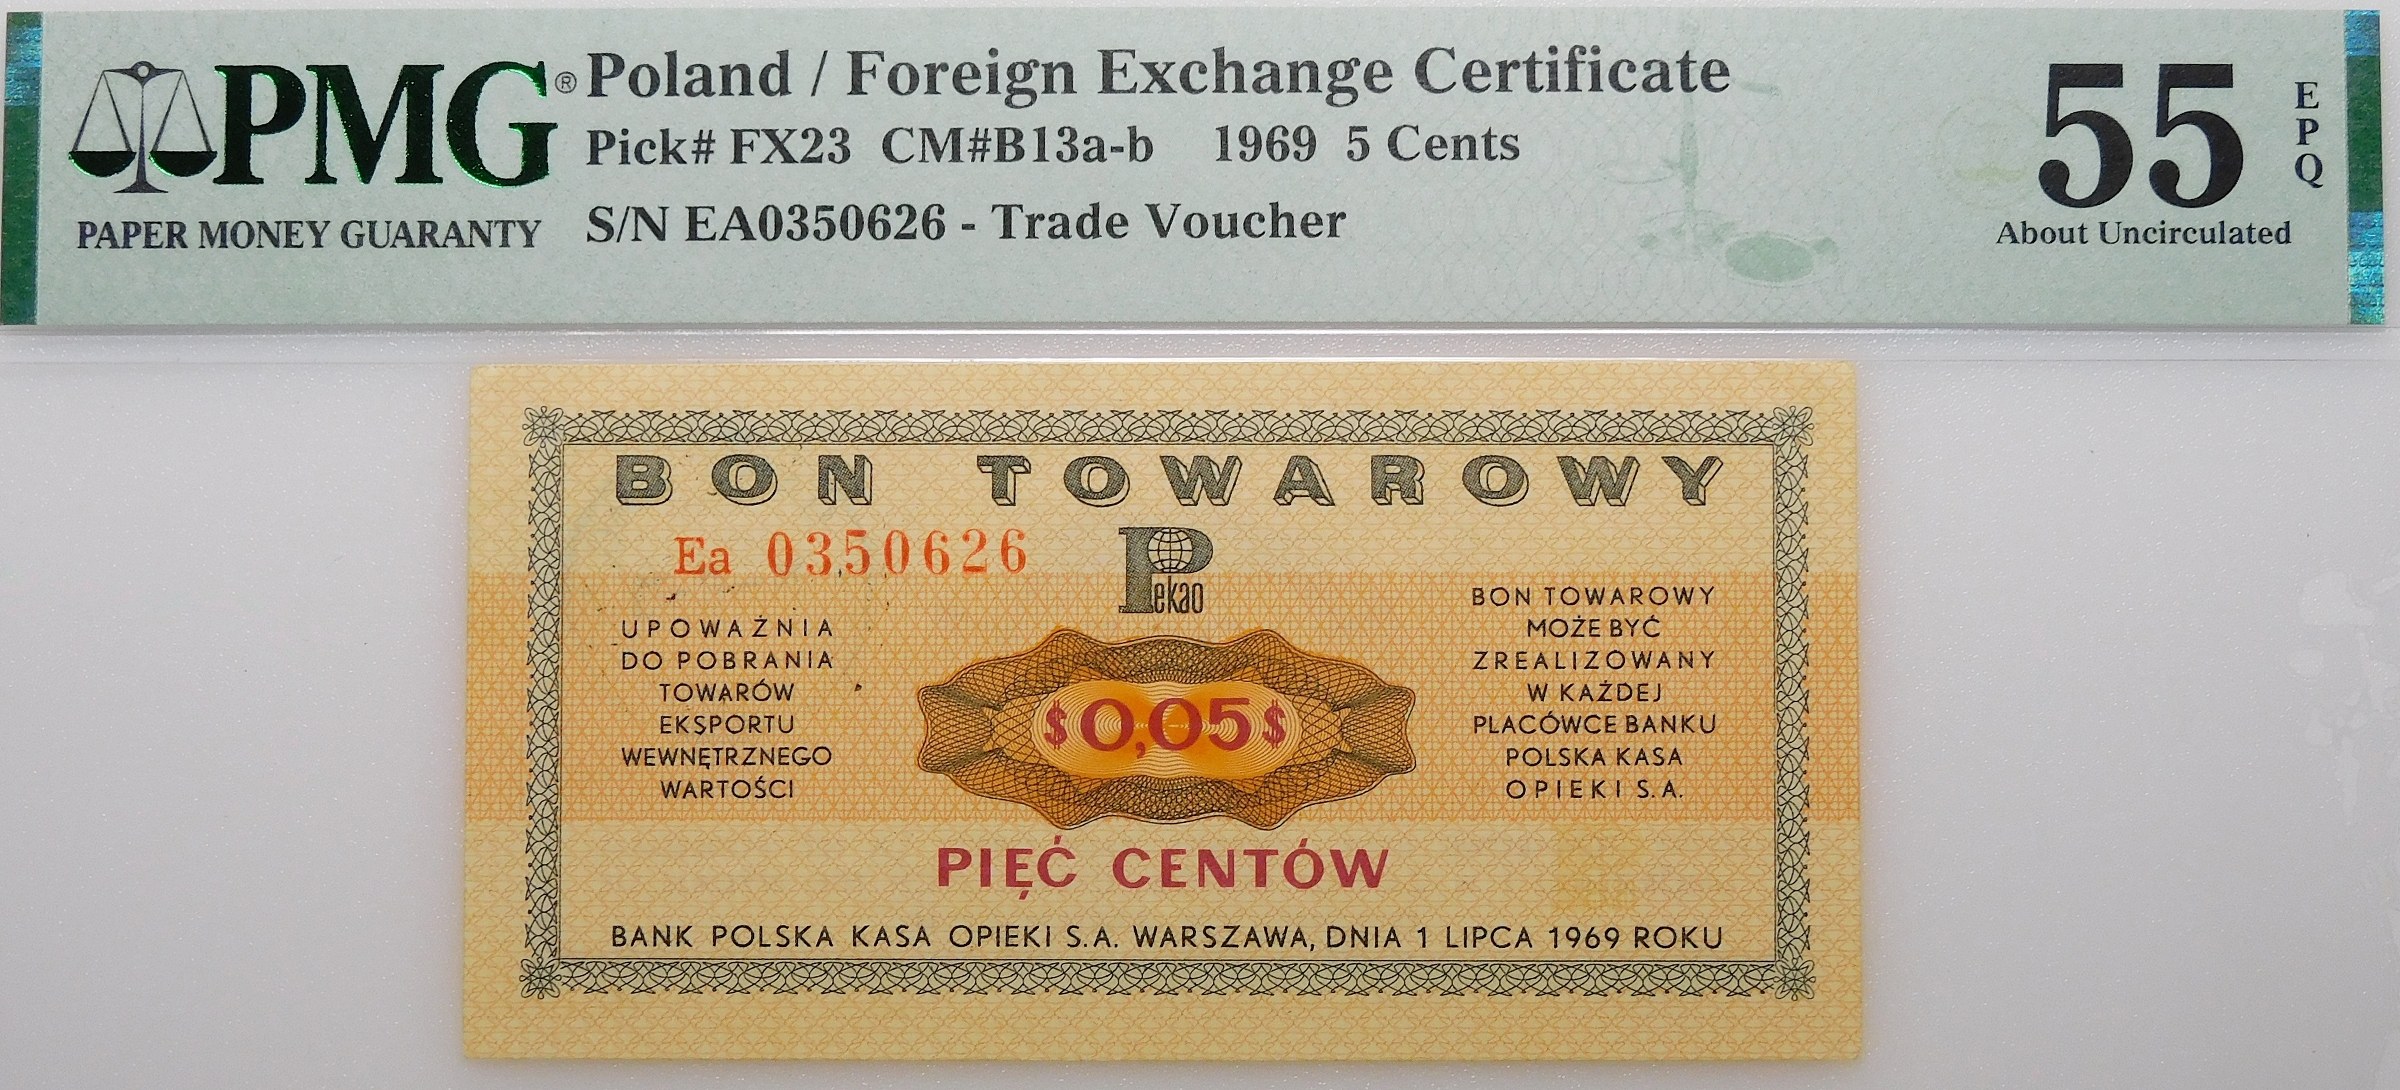 PMG® Poland / Foreign Exchange Certificate
Pick# FX23 CM#B13a-b 1969 5 Cents
S/N EA0350626 - Trade Voucher
PAPER MONEY GUARANTY
55 EPQ
About Uncirculated
BON TOWAROWY
Ea 0350626
Pekao
UPOWAŻNIA
DO POBRANIA
TOWARÓW
EKSPORTU
WEWNĘTRZNEGO
WARTOŚCI
$0,05$
BON TOWAROWY
MOŻE BYĆ
ZREALIZOWANY
W KAŻDEJ
PLACÓWCE BANKU
POLSKA KASA
OPIEKI S.A.
PIĘĆ CENTÓW
BANK POLSKA KASA OPIEKI S.A. WARSZAWA, DNIA 1 LIPCA 1969 ROKU